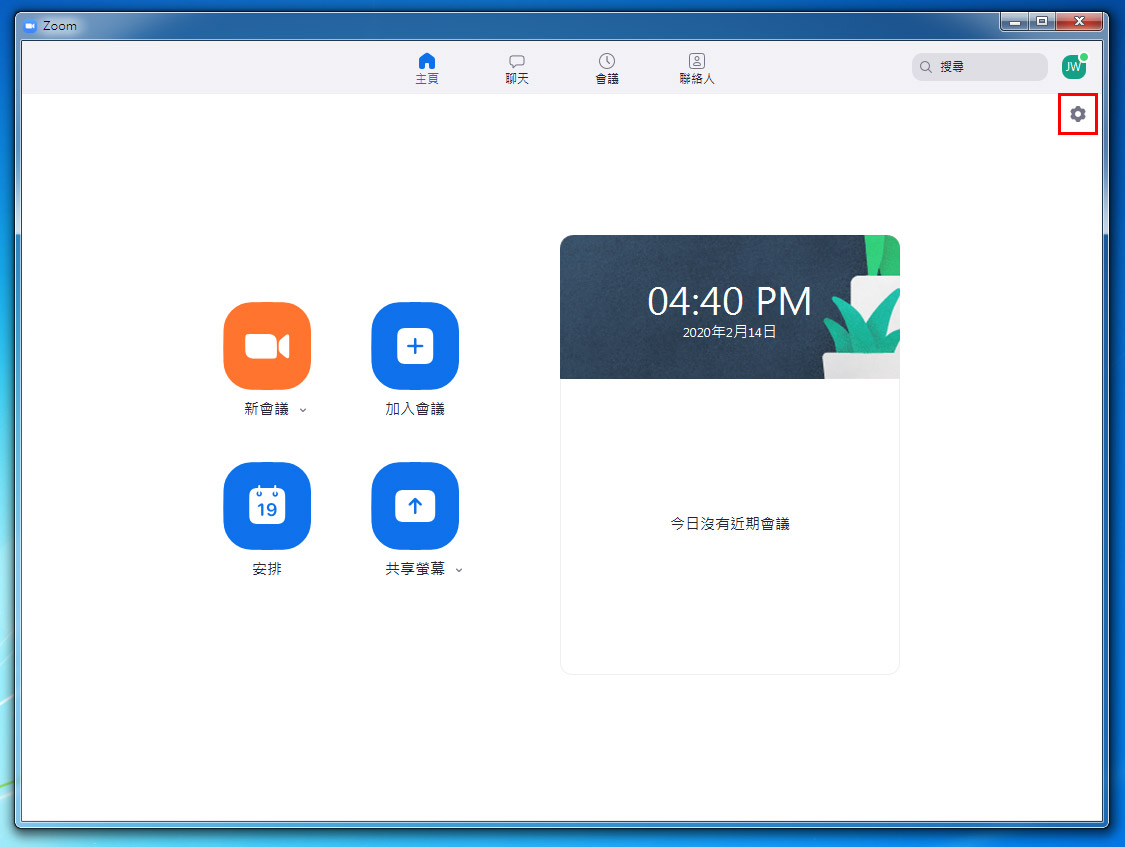 Zoom
主頁
聊天
會議
聯絡人
搜尋
JW
04:40 PM
2020年2月14日
新會議
加入會議
19
安排
共享螢幕
今日沒有近期會議